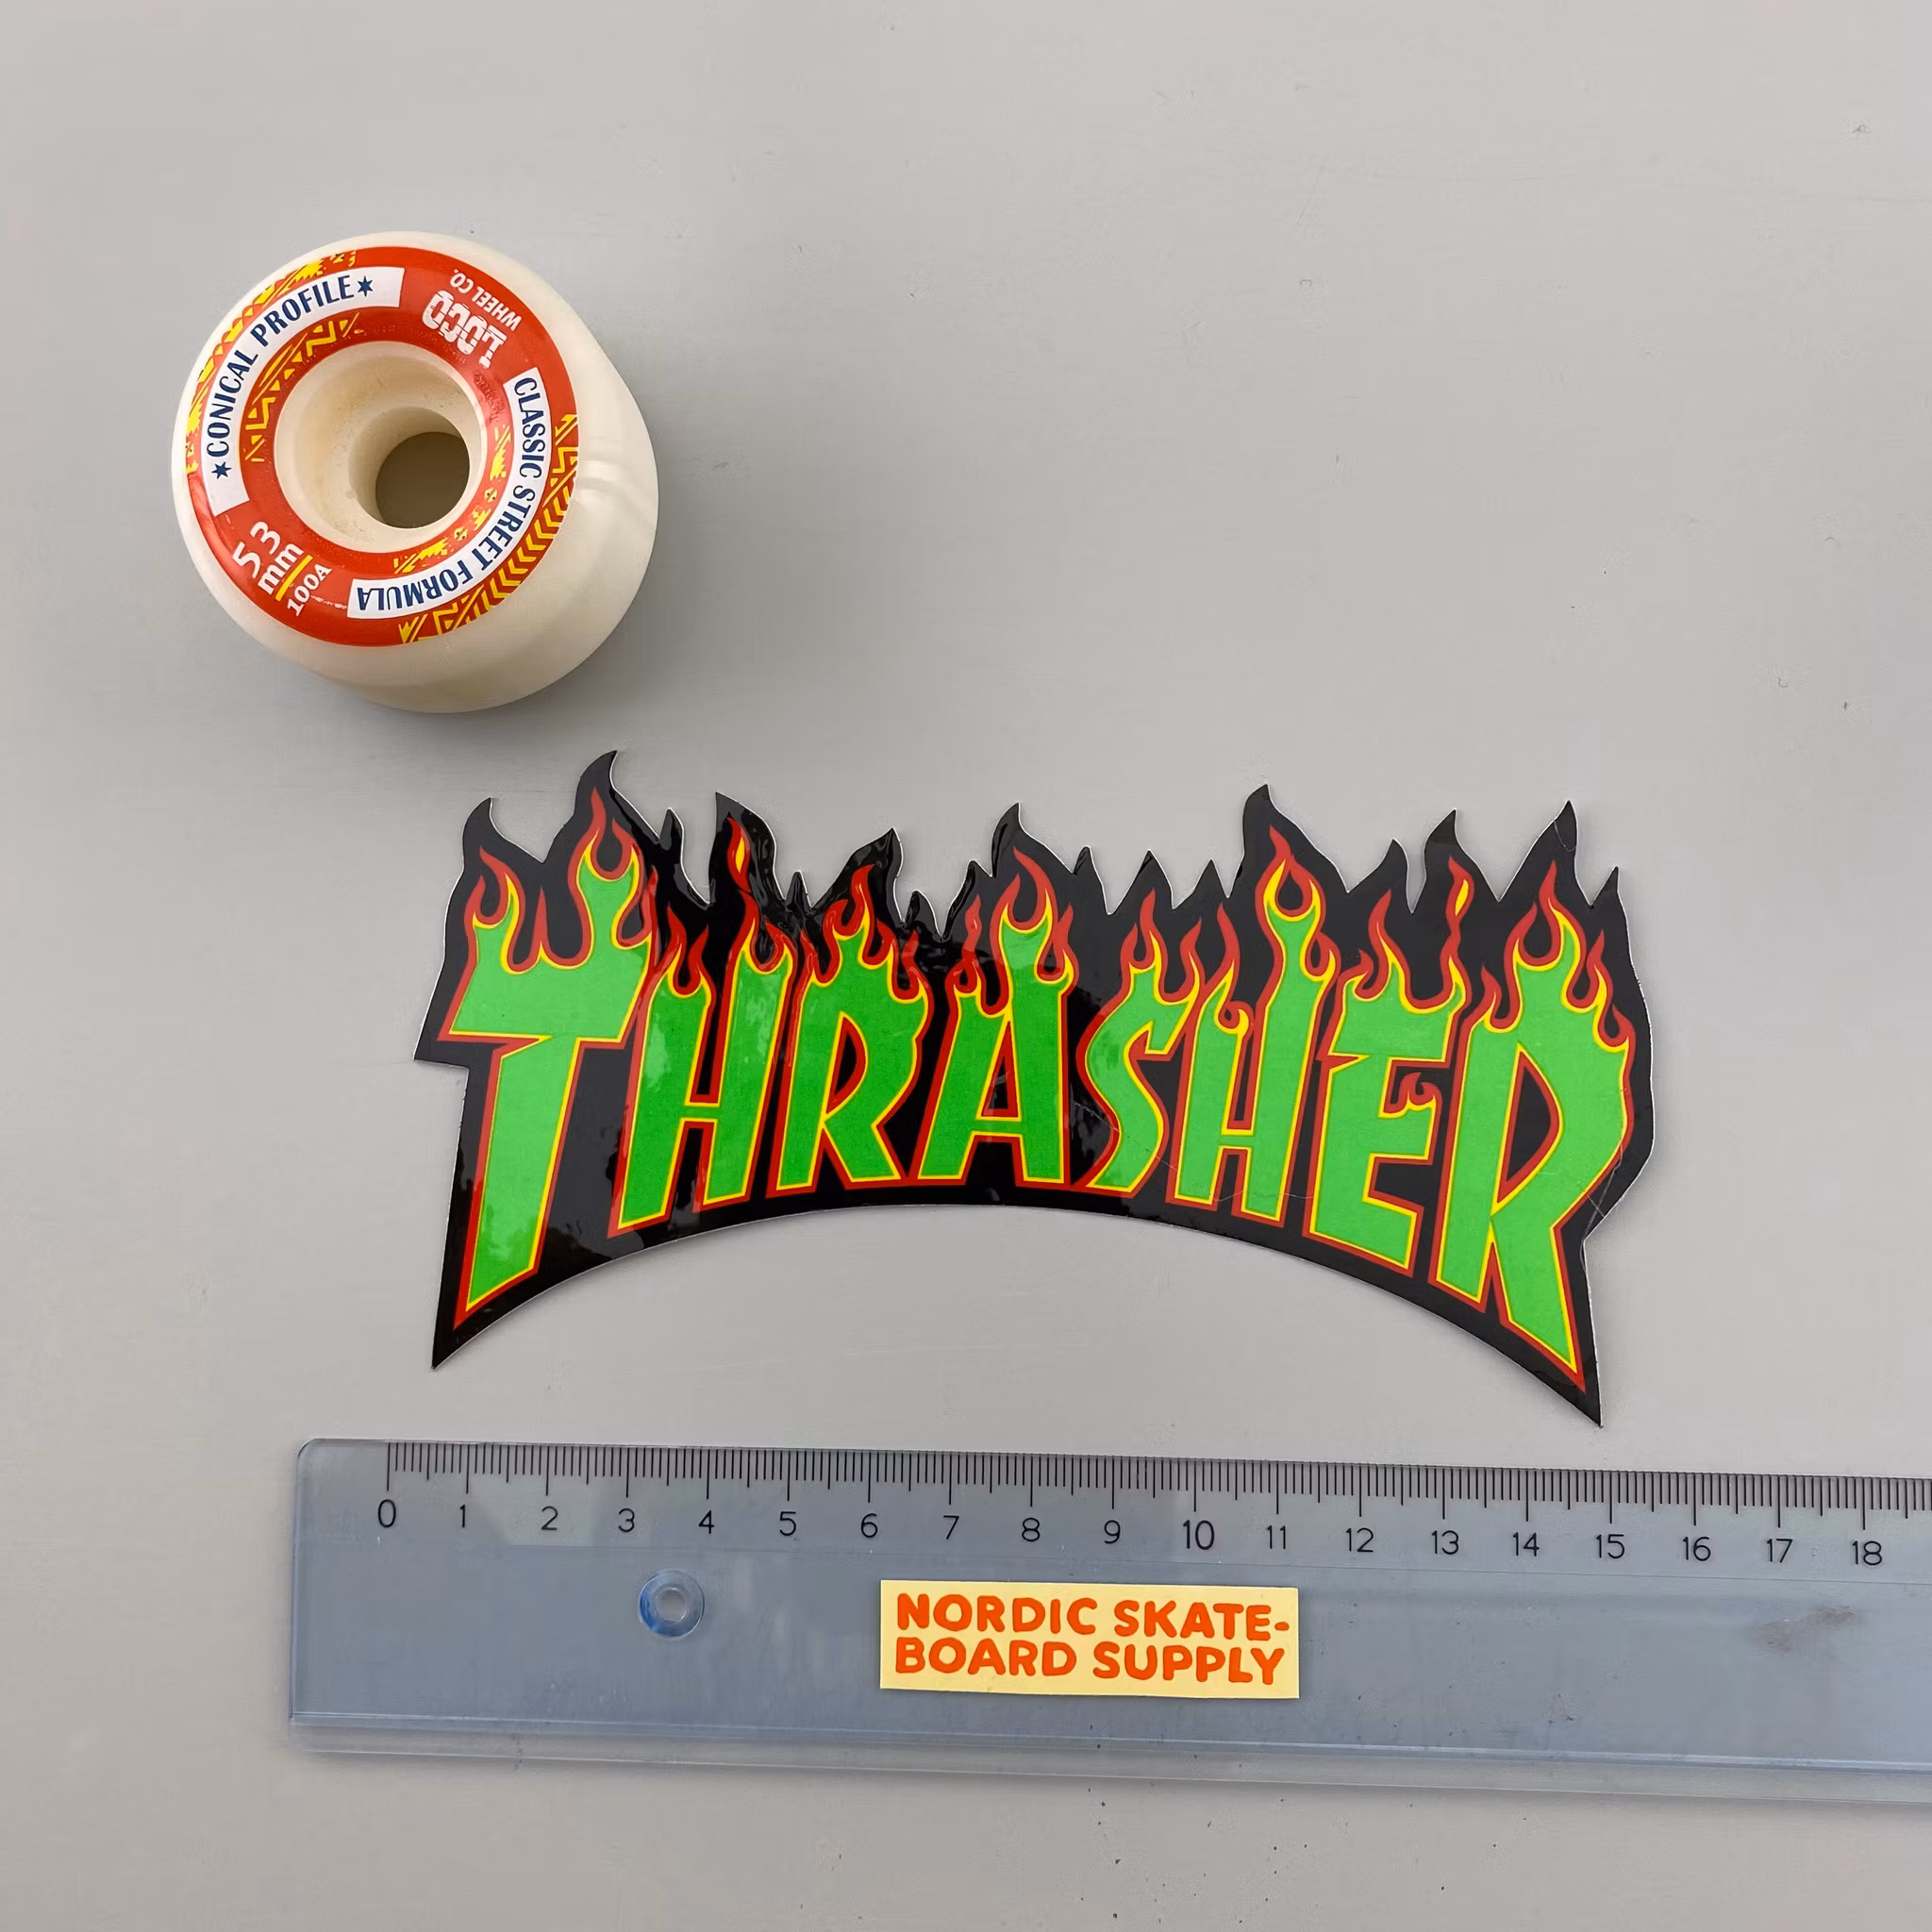 ★CONICAL PROFILE★
LOCO
WHEEL CO.
CLASSIC STREET FORMULA
53
mm
100A
THRASHER
0 1 2 3 4 5 6 7 8 9 10 11 12 13 14 15 16 17 18
NORDIC SKATE-
BOARD SUPPLY